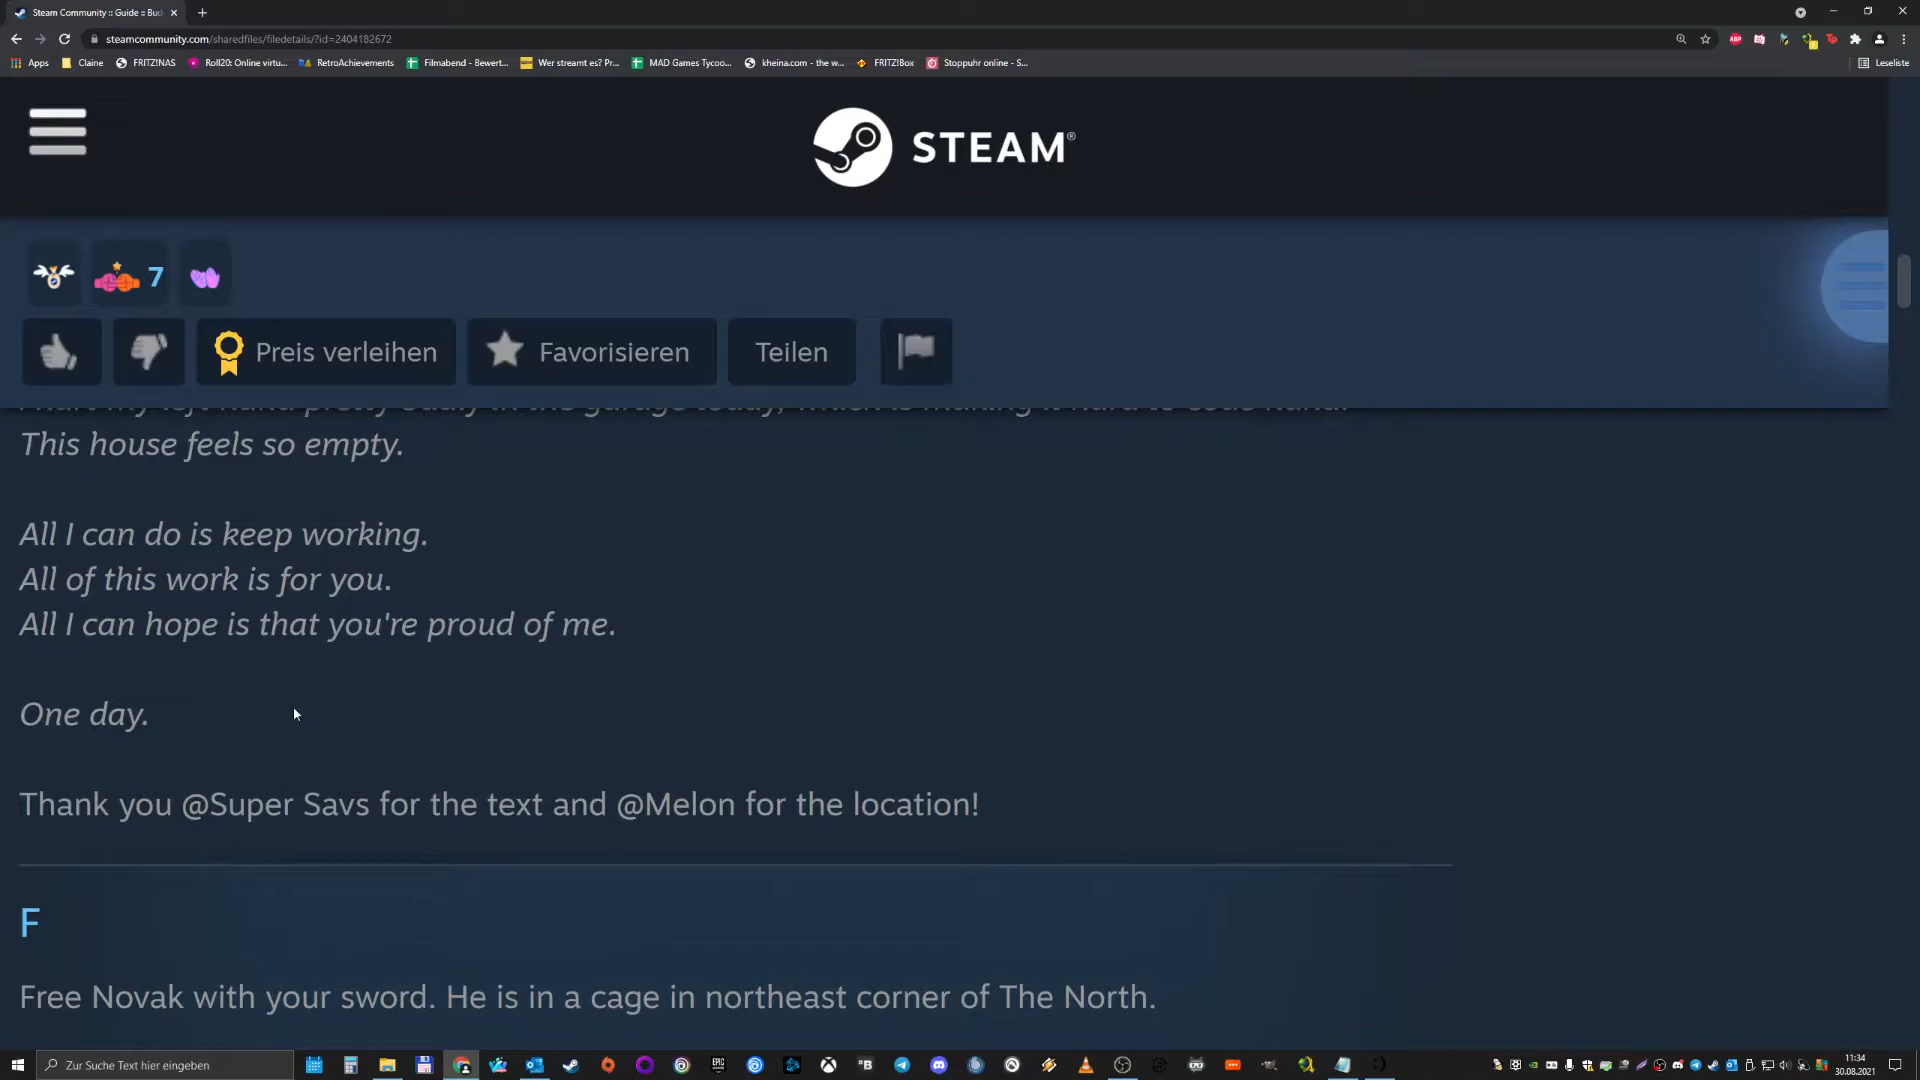 Steam Community :: Guide :: Bud
steamcommunity.com/sharedfiles/filedetails/?id=2404182672
Apps
Claine
FRITZ!NAS
Roll20: Online virtu...
RetroAchievements
Filmabend - Bewert...
Wer streamt es? Pr...
MAD Games Tycoo...
kheina.com - the w...
FRITZ!Box
Stoppuhr online - S...
Leseliste
STEAM®
7
Preis verleihen
Favorisieren
Teilen
This house feels so empty.
All I can do is keep working.
All of this work is for you.
All I can hope is that you're proud of me.
One day.
Thank you @Super Savs for the text and @Melon for the location!
F
Free Novak with your sword. He is in a cage in northeast corner of The North.
Zur Suche Text hier eingeben
11:34
30.08.2021